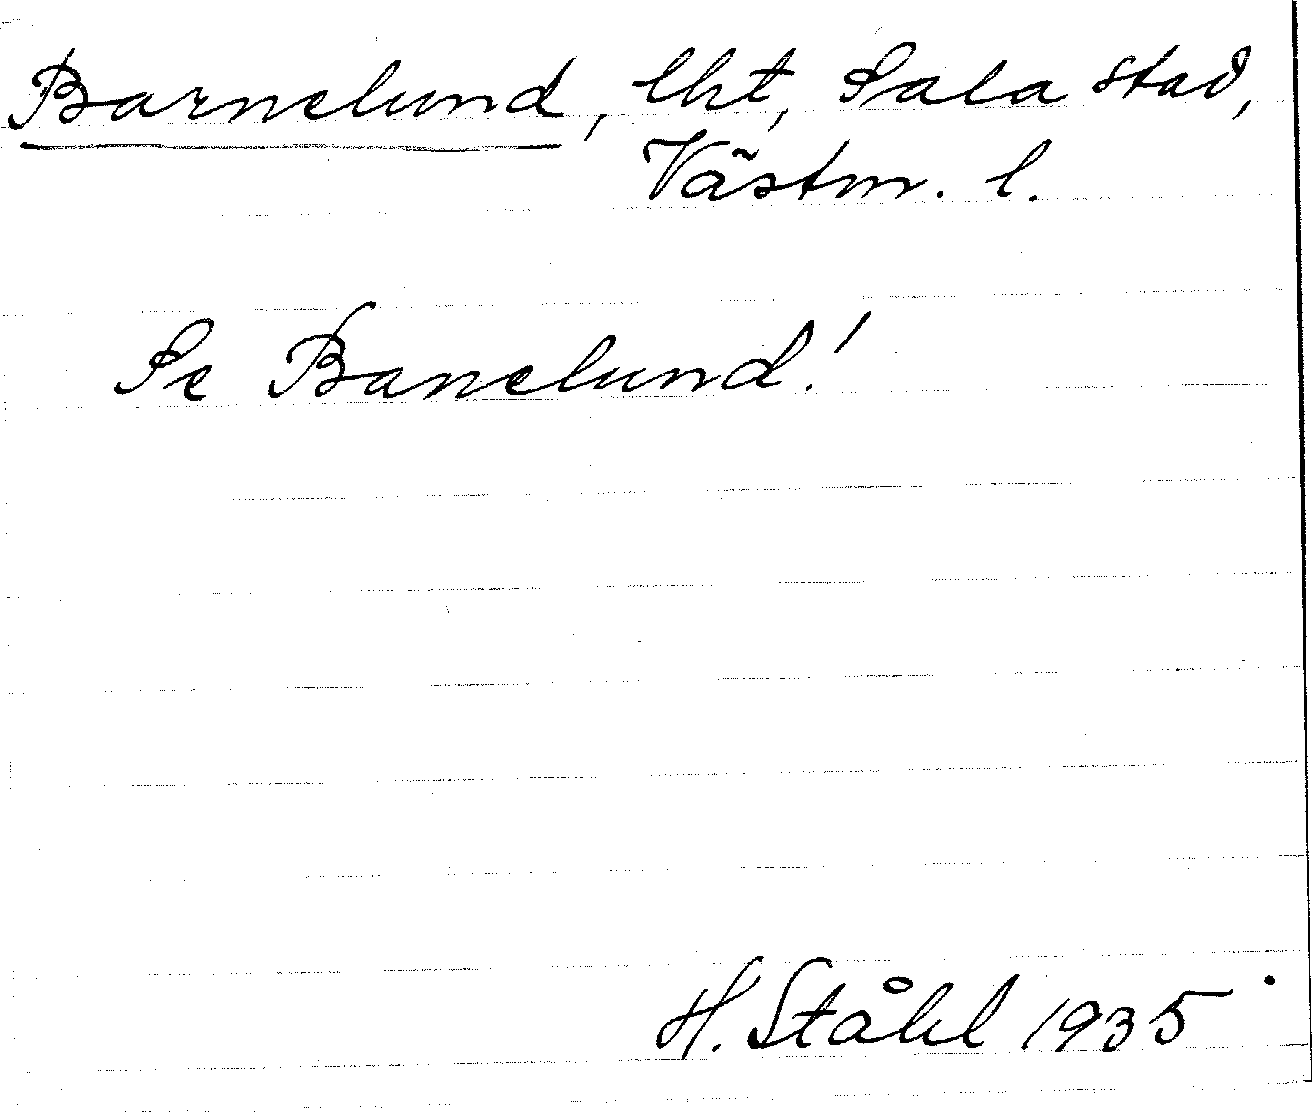 Barnelund, lht, Sala stad,
Västm. l.
Se Banelund!
H. Ståhl 1935